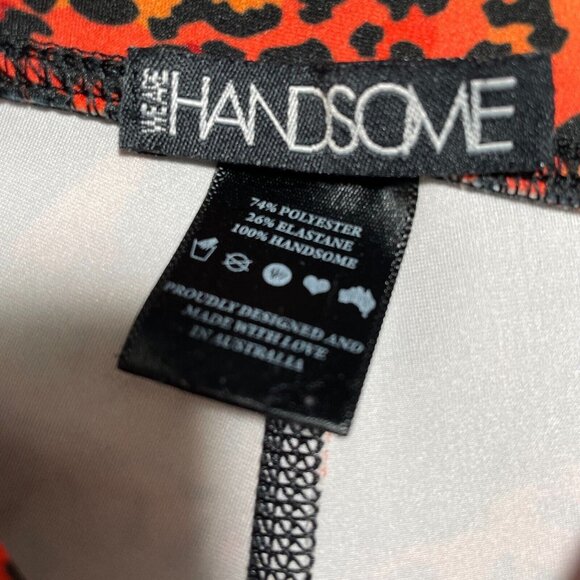 WE ARE
HANDSOME
74% POLYESTER
26% ELASTANE
100% HANDSOME
PROUDLY DESIGNED AND
MADE WITH LOVE
IN AUSTRALIA